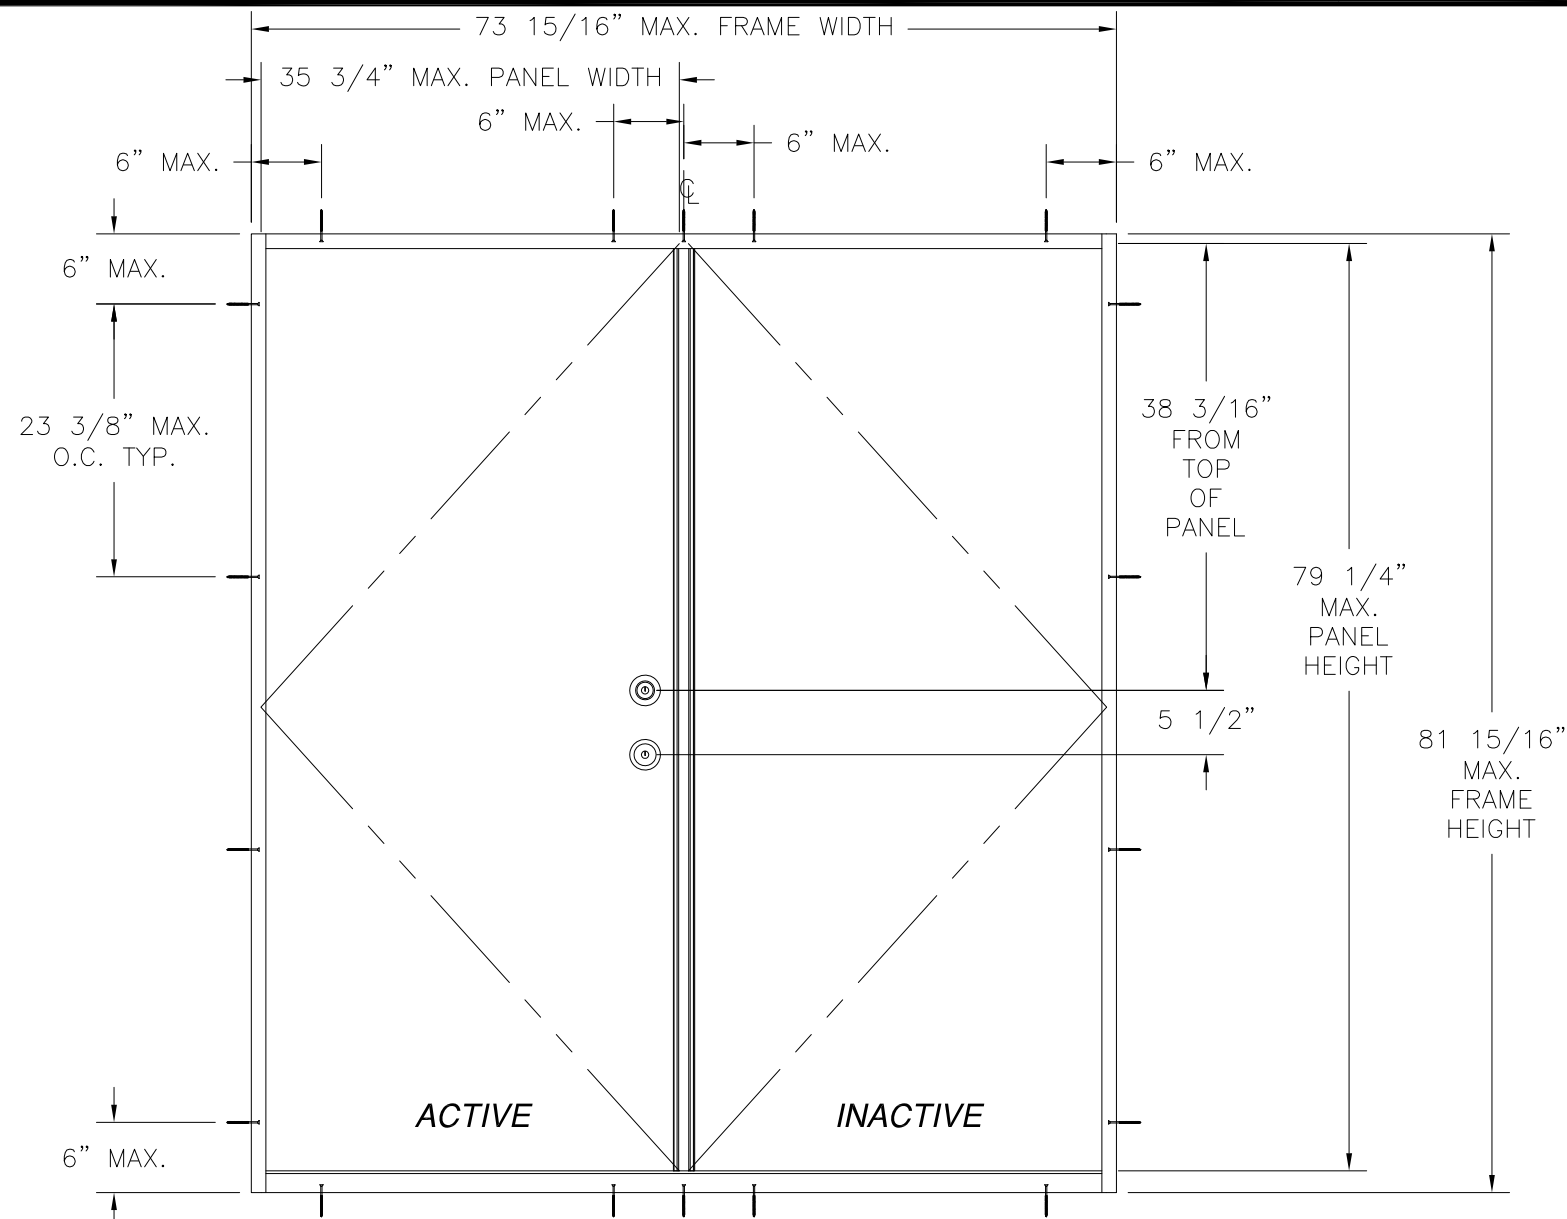 73 15/16” MAX. FRAME WIDTH
35 3/4” MAX. PANEL WIDTH
6” MAX.
6” MAX.
6” MAX.
6” MAX.
℄
6” MAX.
23 3/8” MAX.
O.C. TYP.
38 3/16”
FROM
TOP
OF
PANEL
79 1/4”
MAX.
PANEL
HEIGHT
5 1/2”
81 15/16”
MAX.
FRAME
HEIGHT
ACTIVE
INACTIVE
6” MAX.